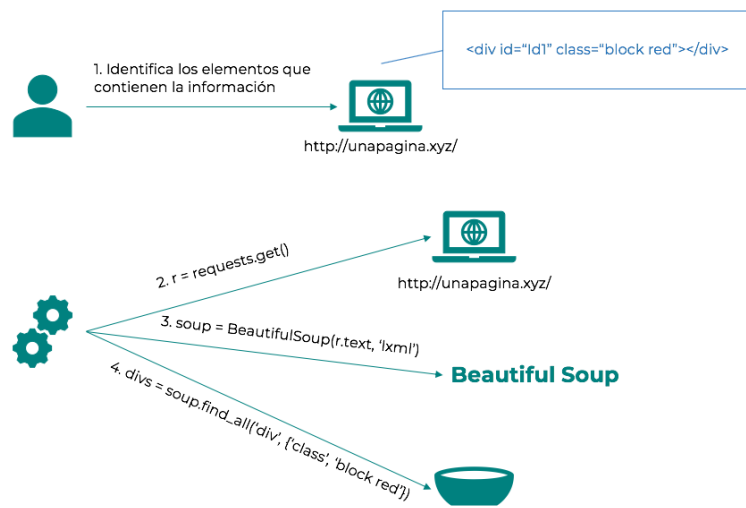 <div id=“Id1” class=“block red”></div>
1. Identifica los elementos que
contienen la información
http://unapagina.xyz/
2. r = requests.get()
http://unapagina.xyz/
3. soup = BeautifulSoup(r.text, ‘lxml’)
Beautiful Soup
4. divs = soup.find_all(‘div’, {‘class’, ‘block red’})